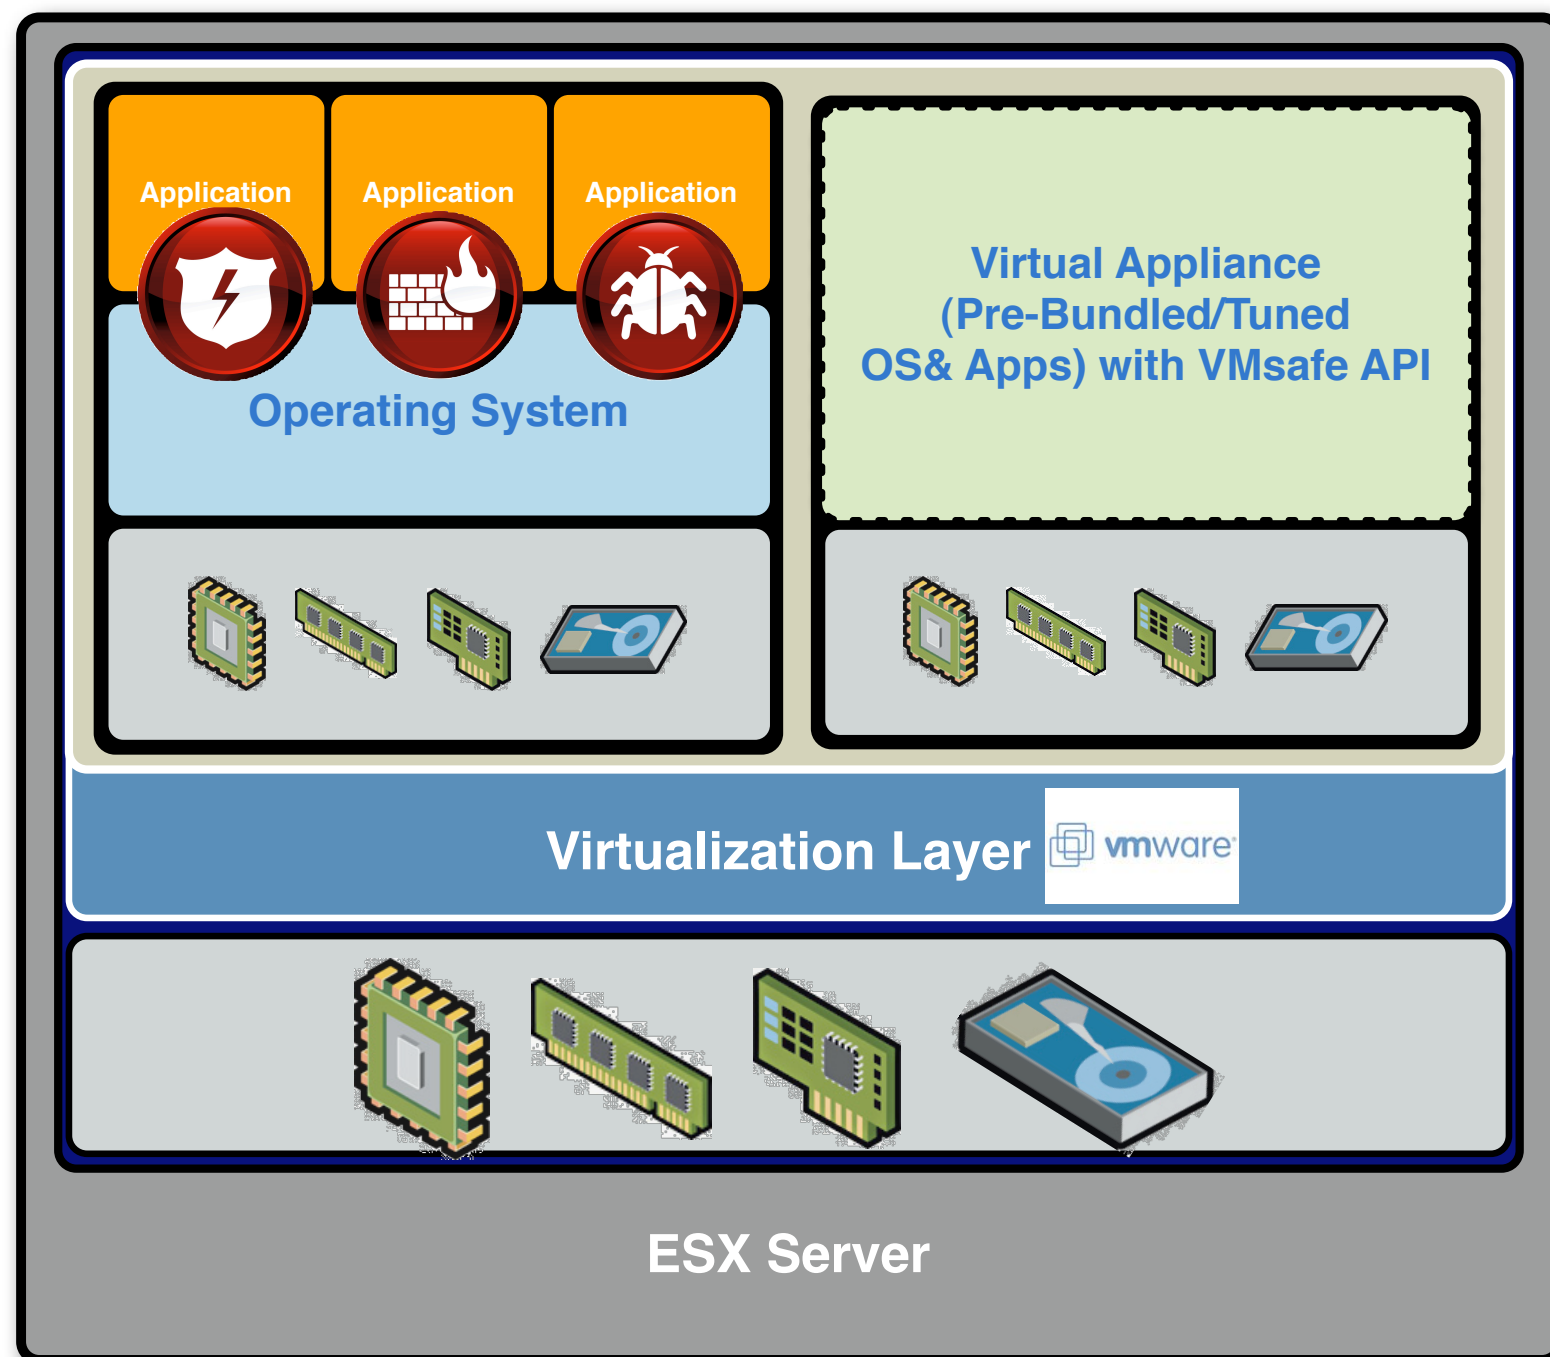 Application
Application
Application
Operating System
Virtual Appliance
(Pre-Bundled/Tuned
OS& Apps) with VMsafe API
Virtualization Layer
vmware
ESX Server